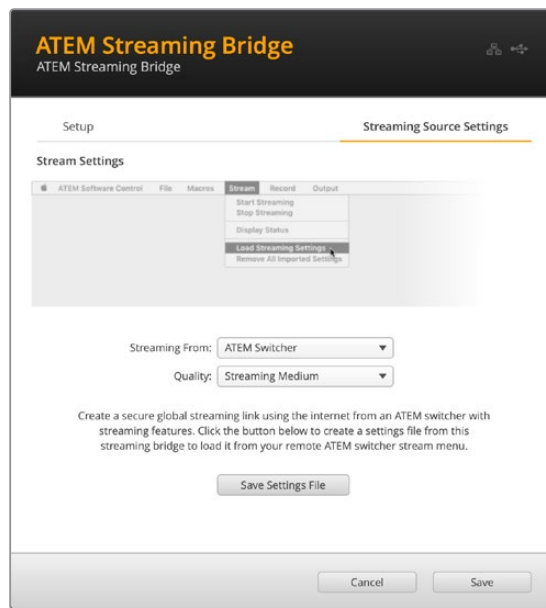 ATEM Streaming Bridge
ATEM Streaming Bridge
Setup
Streaming Source Settings
Stream Settings
ATEM Software Control File Macros Stream Record Output
Start Streaming
Stop Streaming
Display Status
Load Streaming Settings
Remove All Imported Settings
Streaming From: ATEM Switcher
Quality: Streaming Medium
Create a secure global streaming link using the internet from an ATEM switcher with
streaming features. Click the button below to create a settings file from this
streaming bridge to load it from your remote ATEM switcher stream menu.
Save Settings File
Cancel
Save